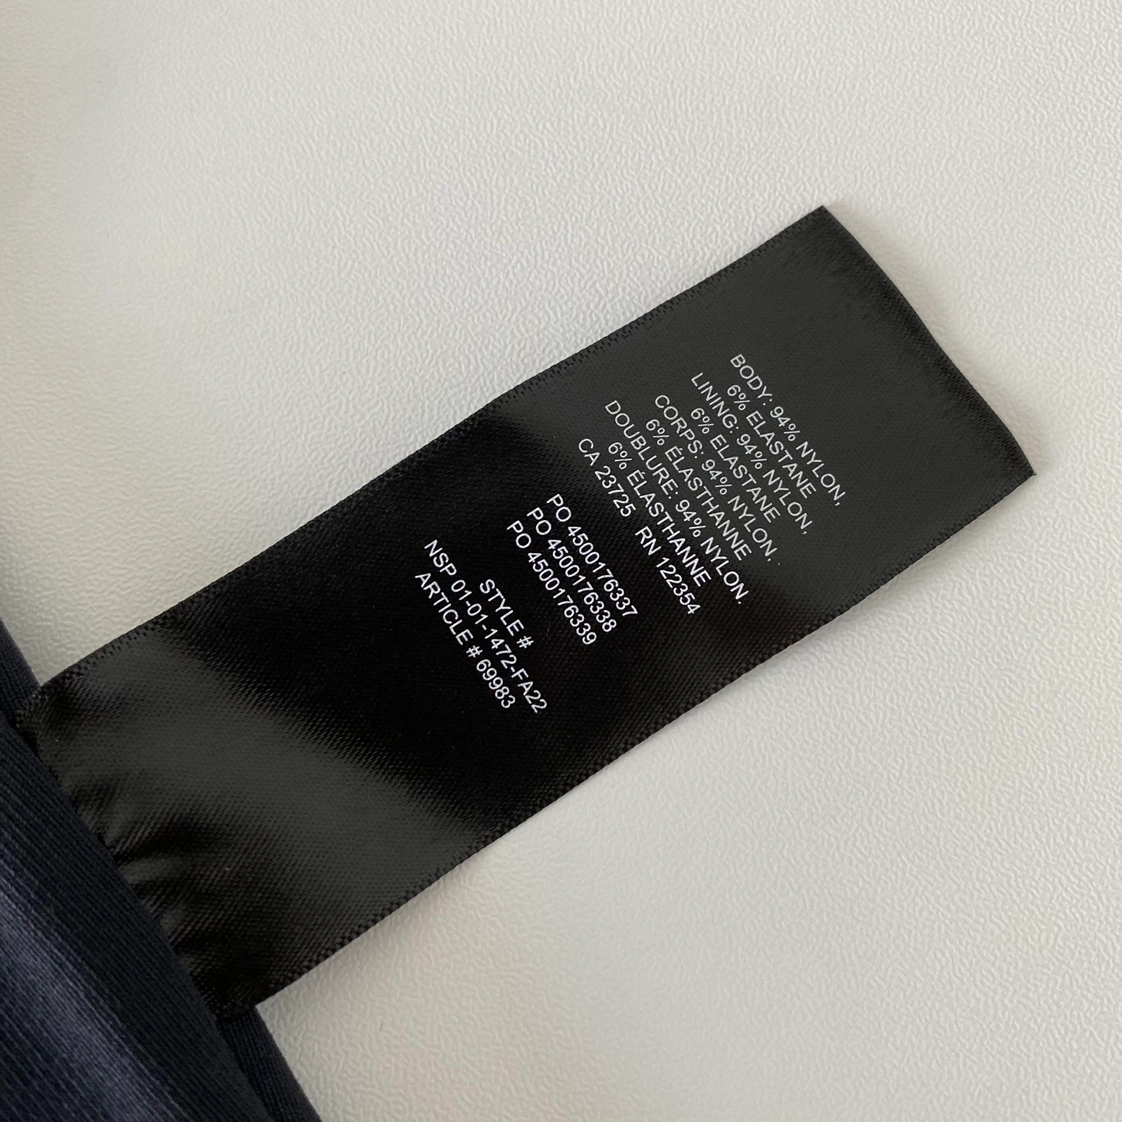 BODY: 94% NYLON,
6% ELASTANE
LINING: 94% NYLON,
6% ELASTANE
CORPS: 94% NYLON,
6% ÉLASTHANNE
DOUBLURE: 94% NYLON.
6% ÉLASTHANNE
CA 23725 RN 122354
PO 4500176337
PO 4500176338
PO 4500176339
STYLE #
NSP 01-01-1472-FA22
ARTICLE # 69983